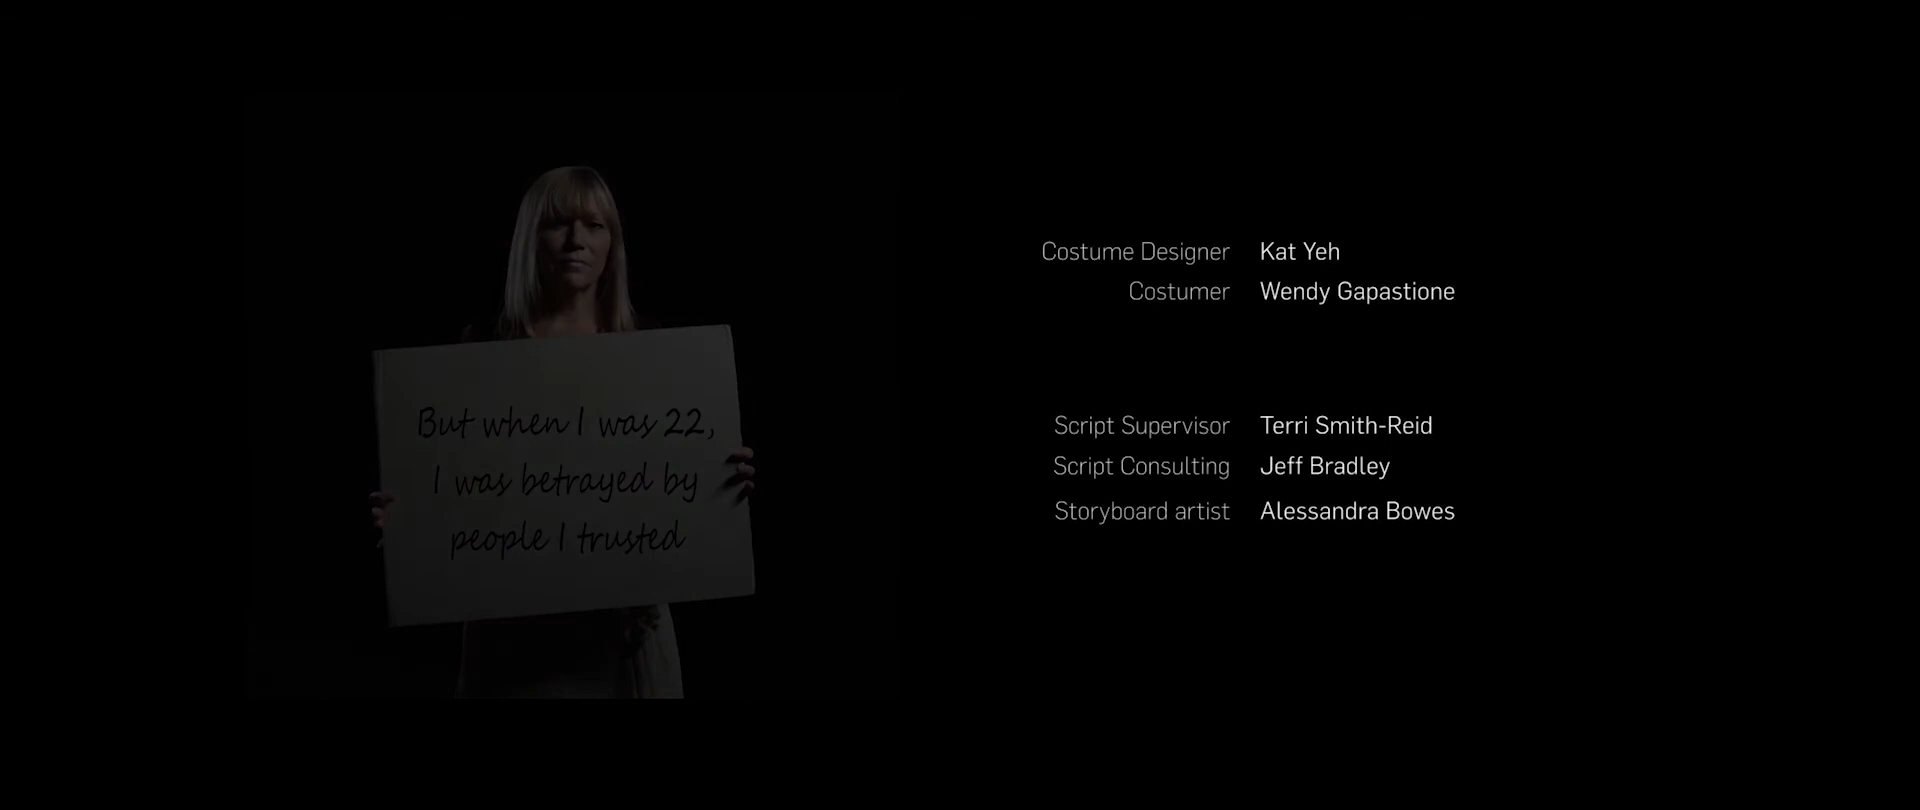 But when I was 22,
I was betrayed by
people I trusted
Costume Designer Kat Yeh
Costumer Wendy Gapastione
Script Supervisor Terri Smith-Reid
Script Consulting Jeff Bradley
Storyboard artist Alessandra Bowes